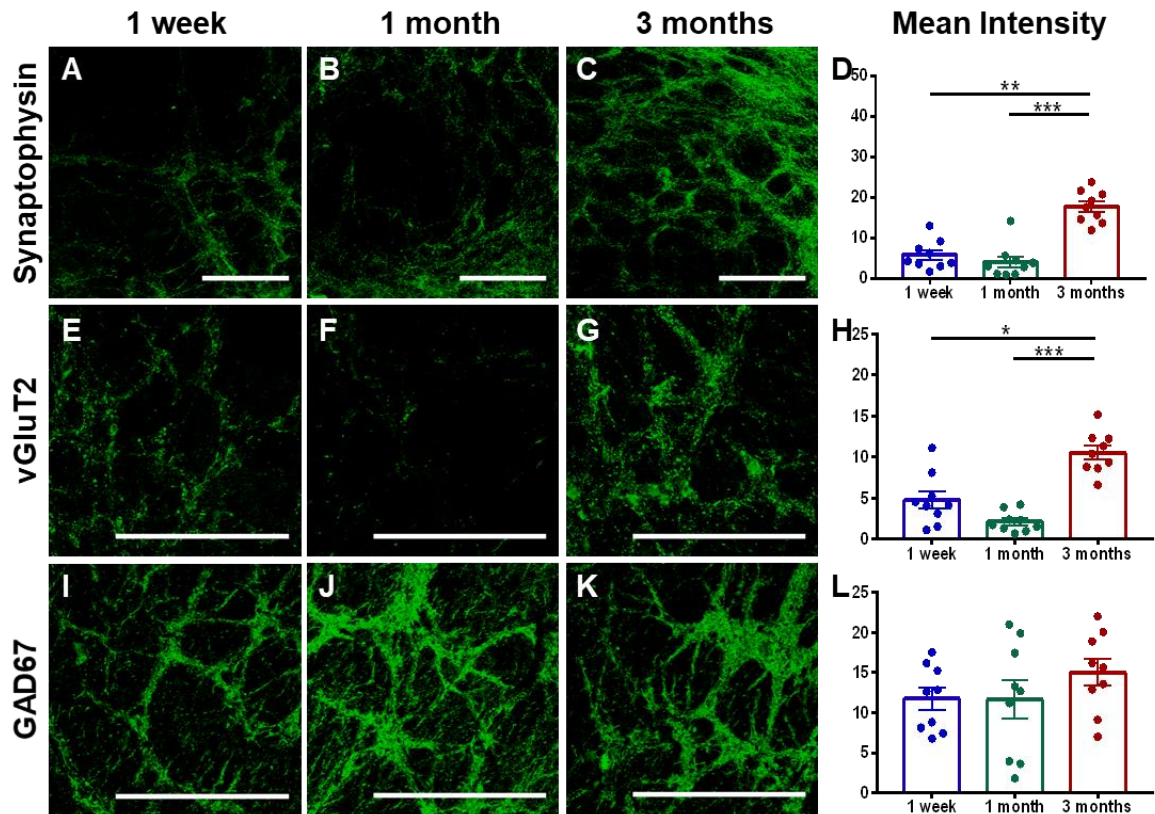 1 week 1 month 3 months Mean Intensity
Synaptophysin
A B C D
50
40
30
20
10
0
** 
***
1 week 1 month 3 months
vGluT2
E F G H
25
20
15
10
5
0
*
***
1 week 1 month 3 months
GAD67
I J K L
25
20
15
10
5
0
1 week 1 month 3 months